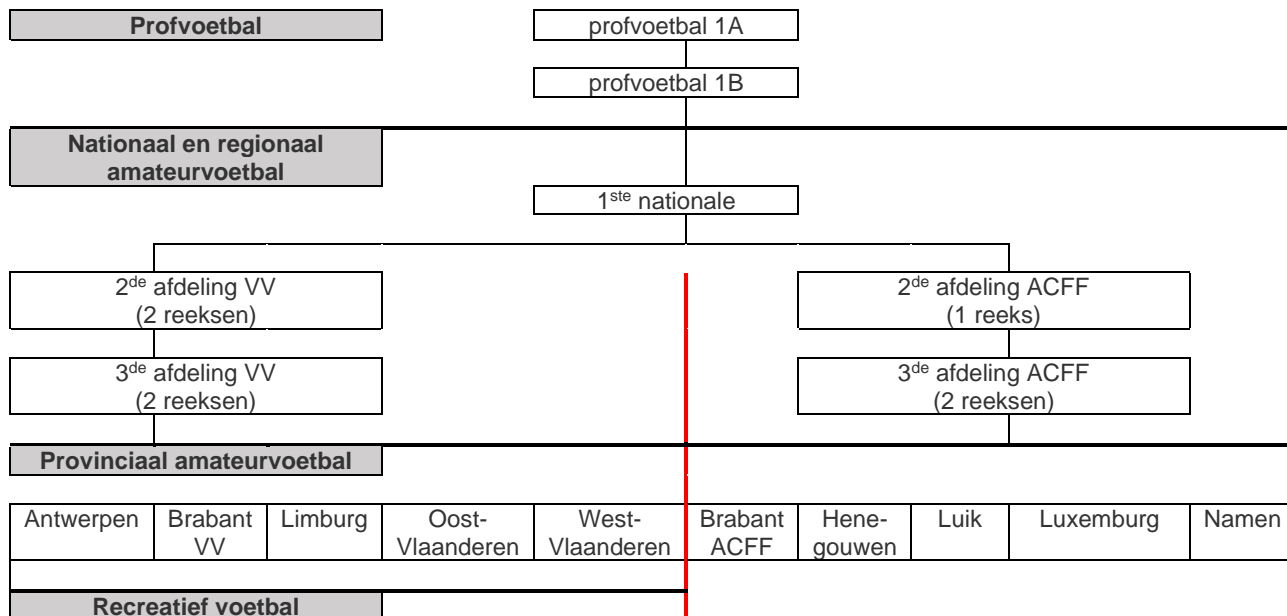 Profvoetbal
profvoetbal 1A
profvoetbal 1B
Nationaal en regionaal
amateurvoetbal
1ste nationale
2de afdeling VV
(2 reeksen)
2de afdeling ACFF
(1 reeks)
3de afdeling VV
(2 reeksen)
3de afdeling ACFF
(2 reeksen)
Provinciaal amateurvoetbal
Antwerpen
Brabant
VV
Limburg
Oost-
Vlaanderen
West-
Vlaanderen
Brabant
ACFF
Hene-
gouwen
Luik
Luxemburg
Namen
Recreatief voetbal